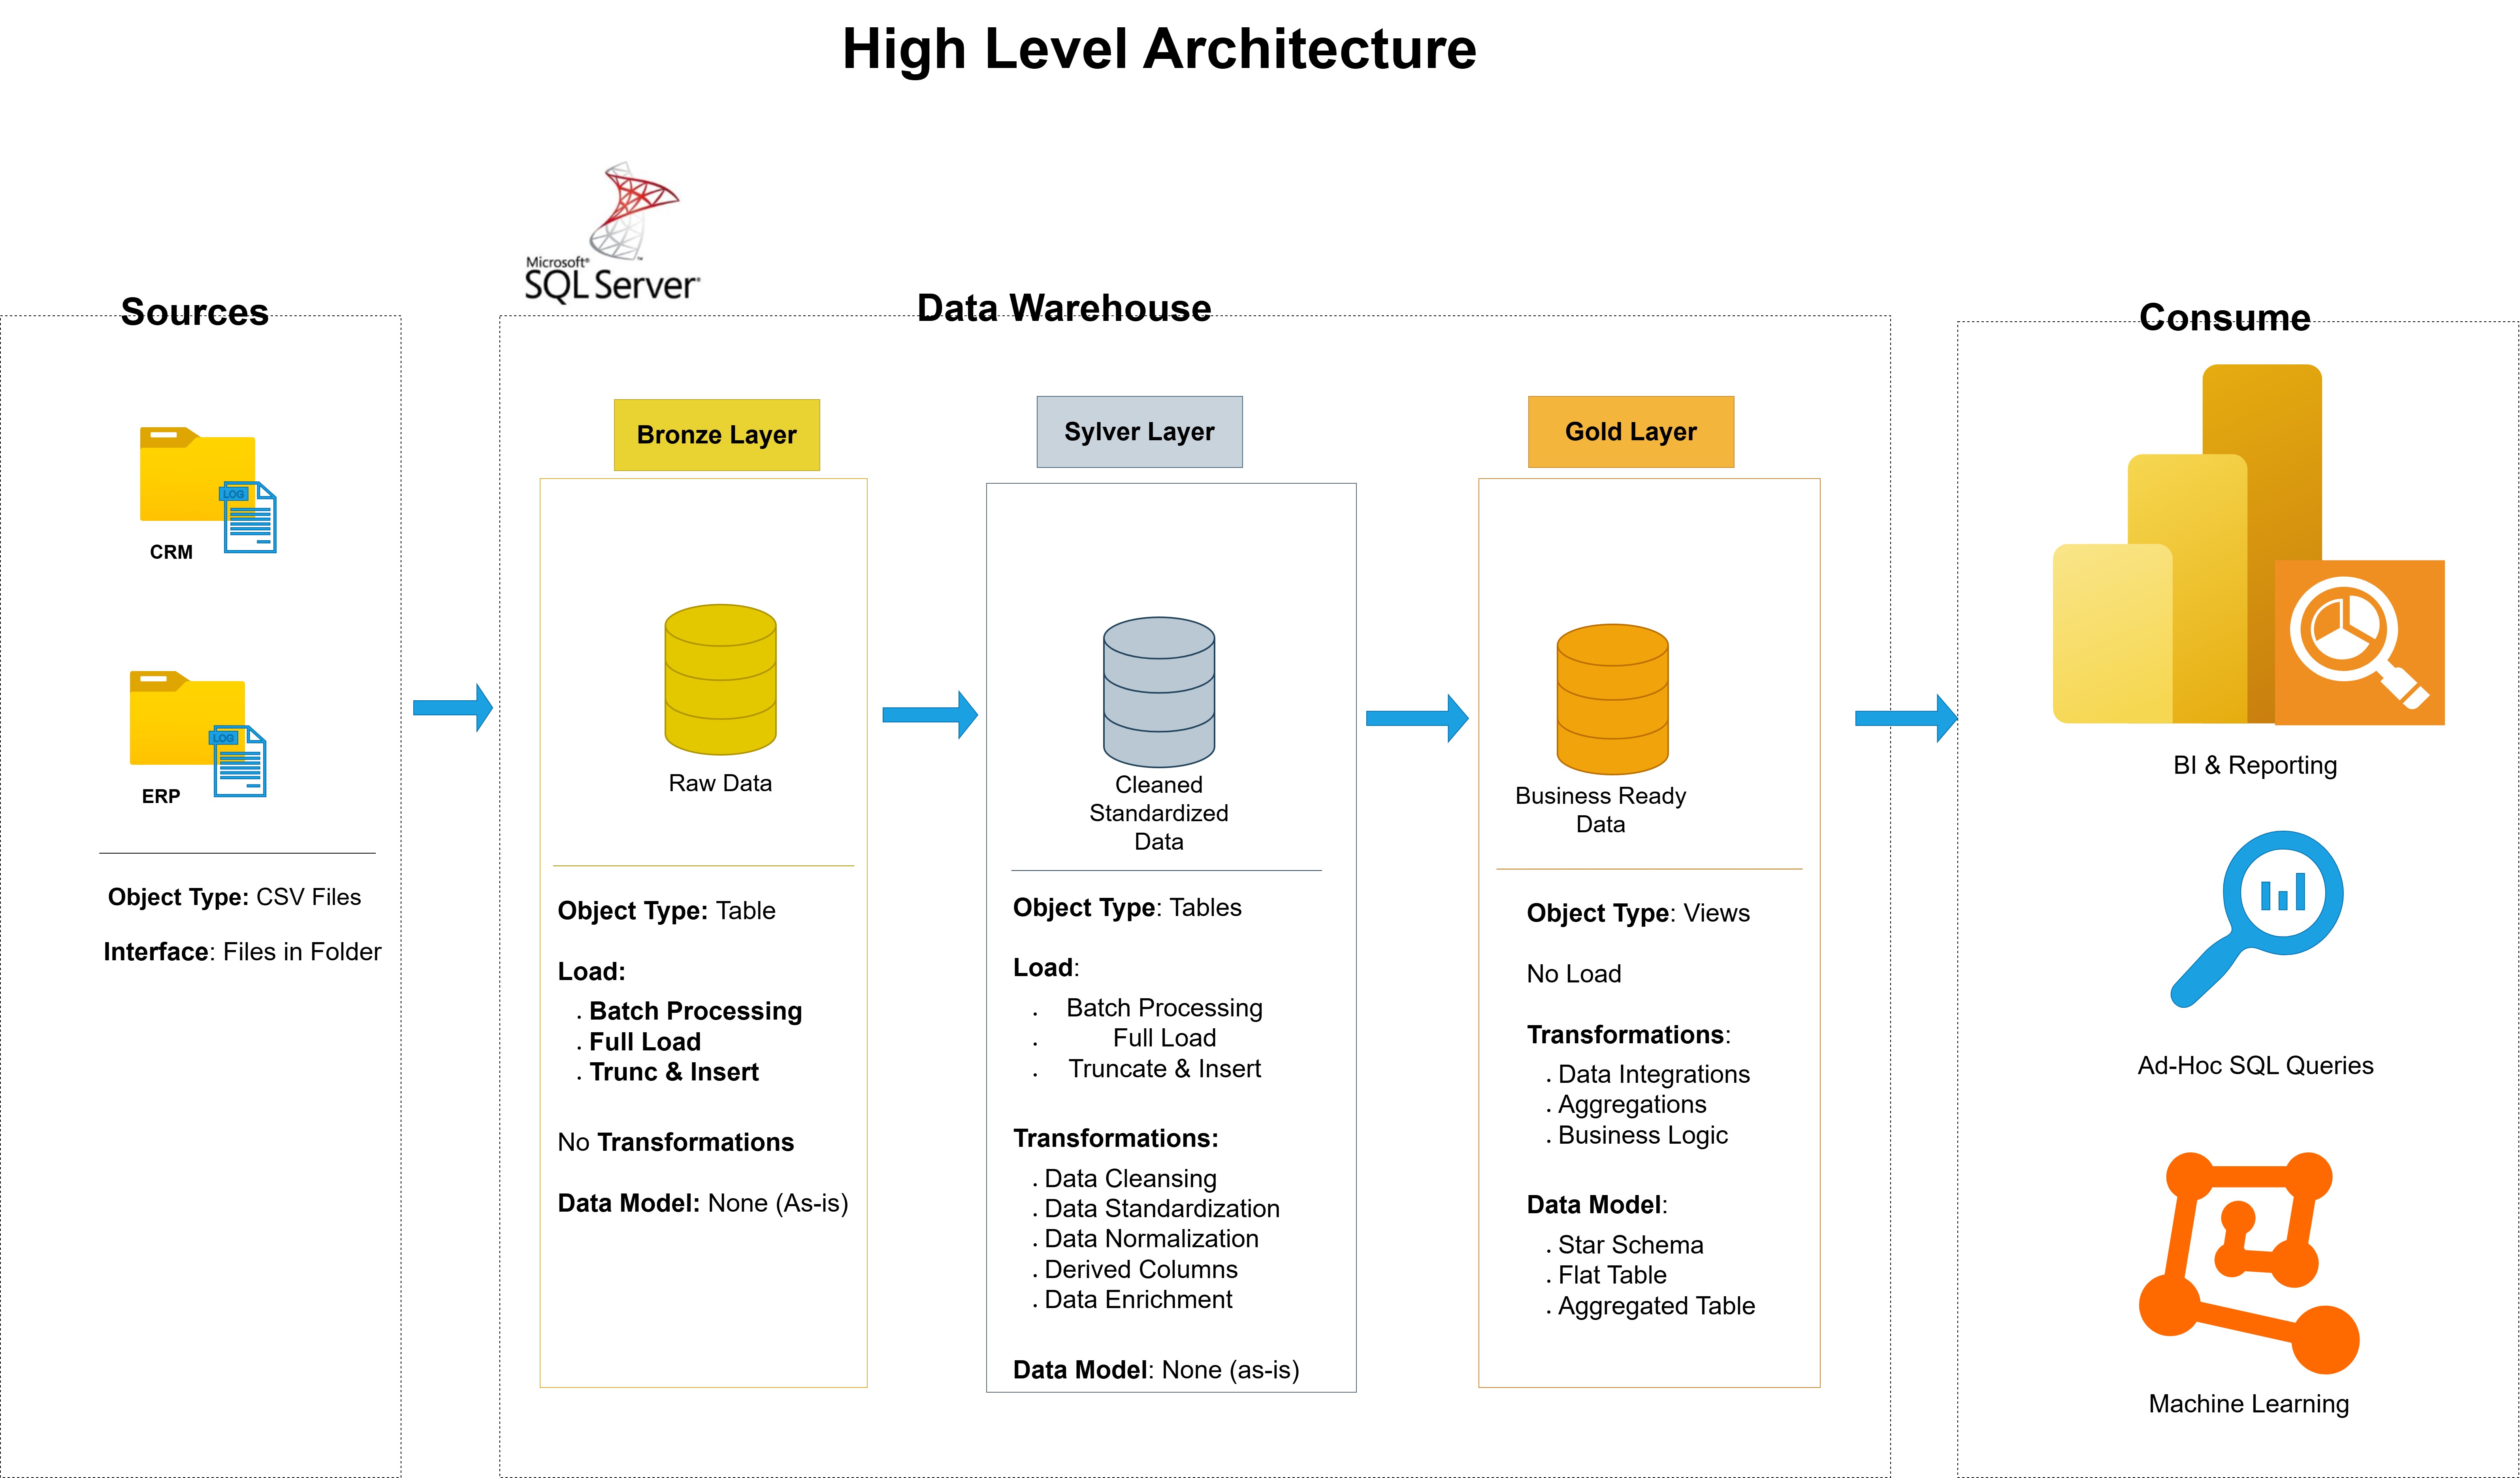 High Level Architecture
Microsoft®
SQL Server®
Sources
LOG
CRM
LOG
ERP
Object Type: CSV Files
Interface: Files in Folder
Data Warehouse
Bronze Layer
Raw Data
Object Type: Table
Load:
. Batch Processing
. Full Load
. Trunc & Insert
No Transformations
Data Model: None (As-is)
Sylver Layer
Cleaned
Standardized
Data
Object Type: Tables
Load:
. Batch Processing
. Full Load
. Truncate & Insert
Transformations:
. Data Cleansing
. Data Standardization
. Data Normalization
. Derived Columns
. Data Enrichment
Data Model: None (as-is)
Gold Layer
Business Ready
Data
Object Type: Views
No Load
Transformations:
. Data Integrations
. Aggregations
. Business Logic
Data Model:
. Star Schema
. Flat Table
. Aggregated Table
Consume
BI & Reporting
Ad-Hoc SQL Queries
Machine Learning